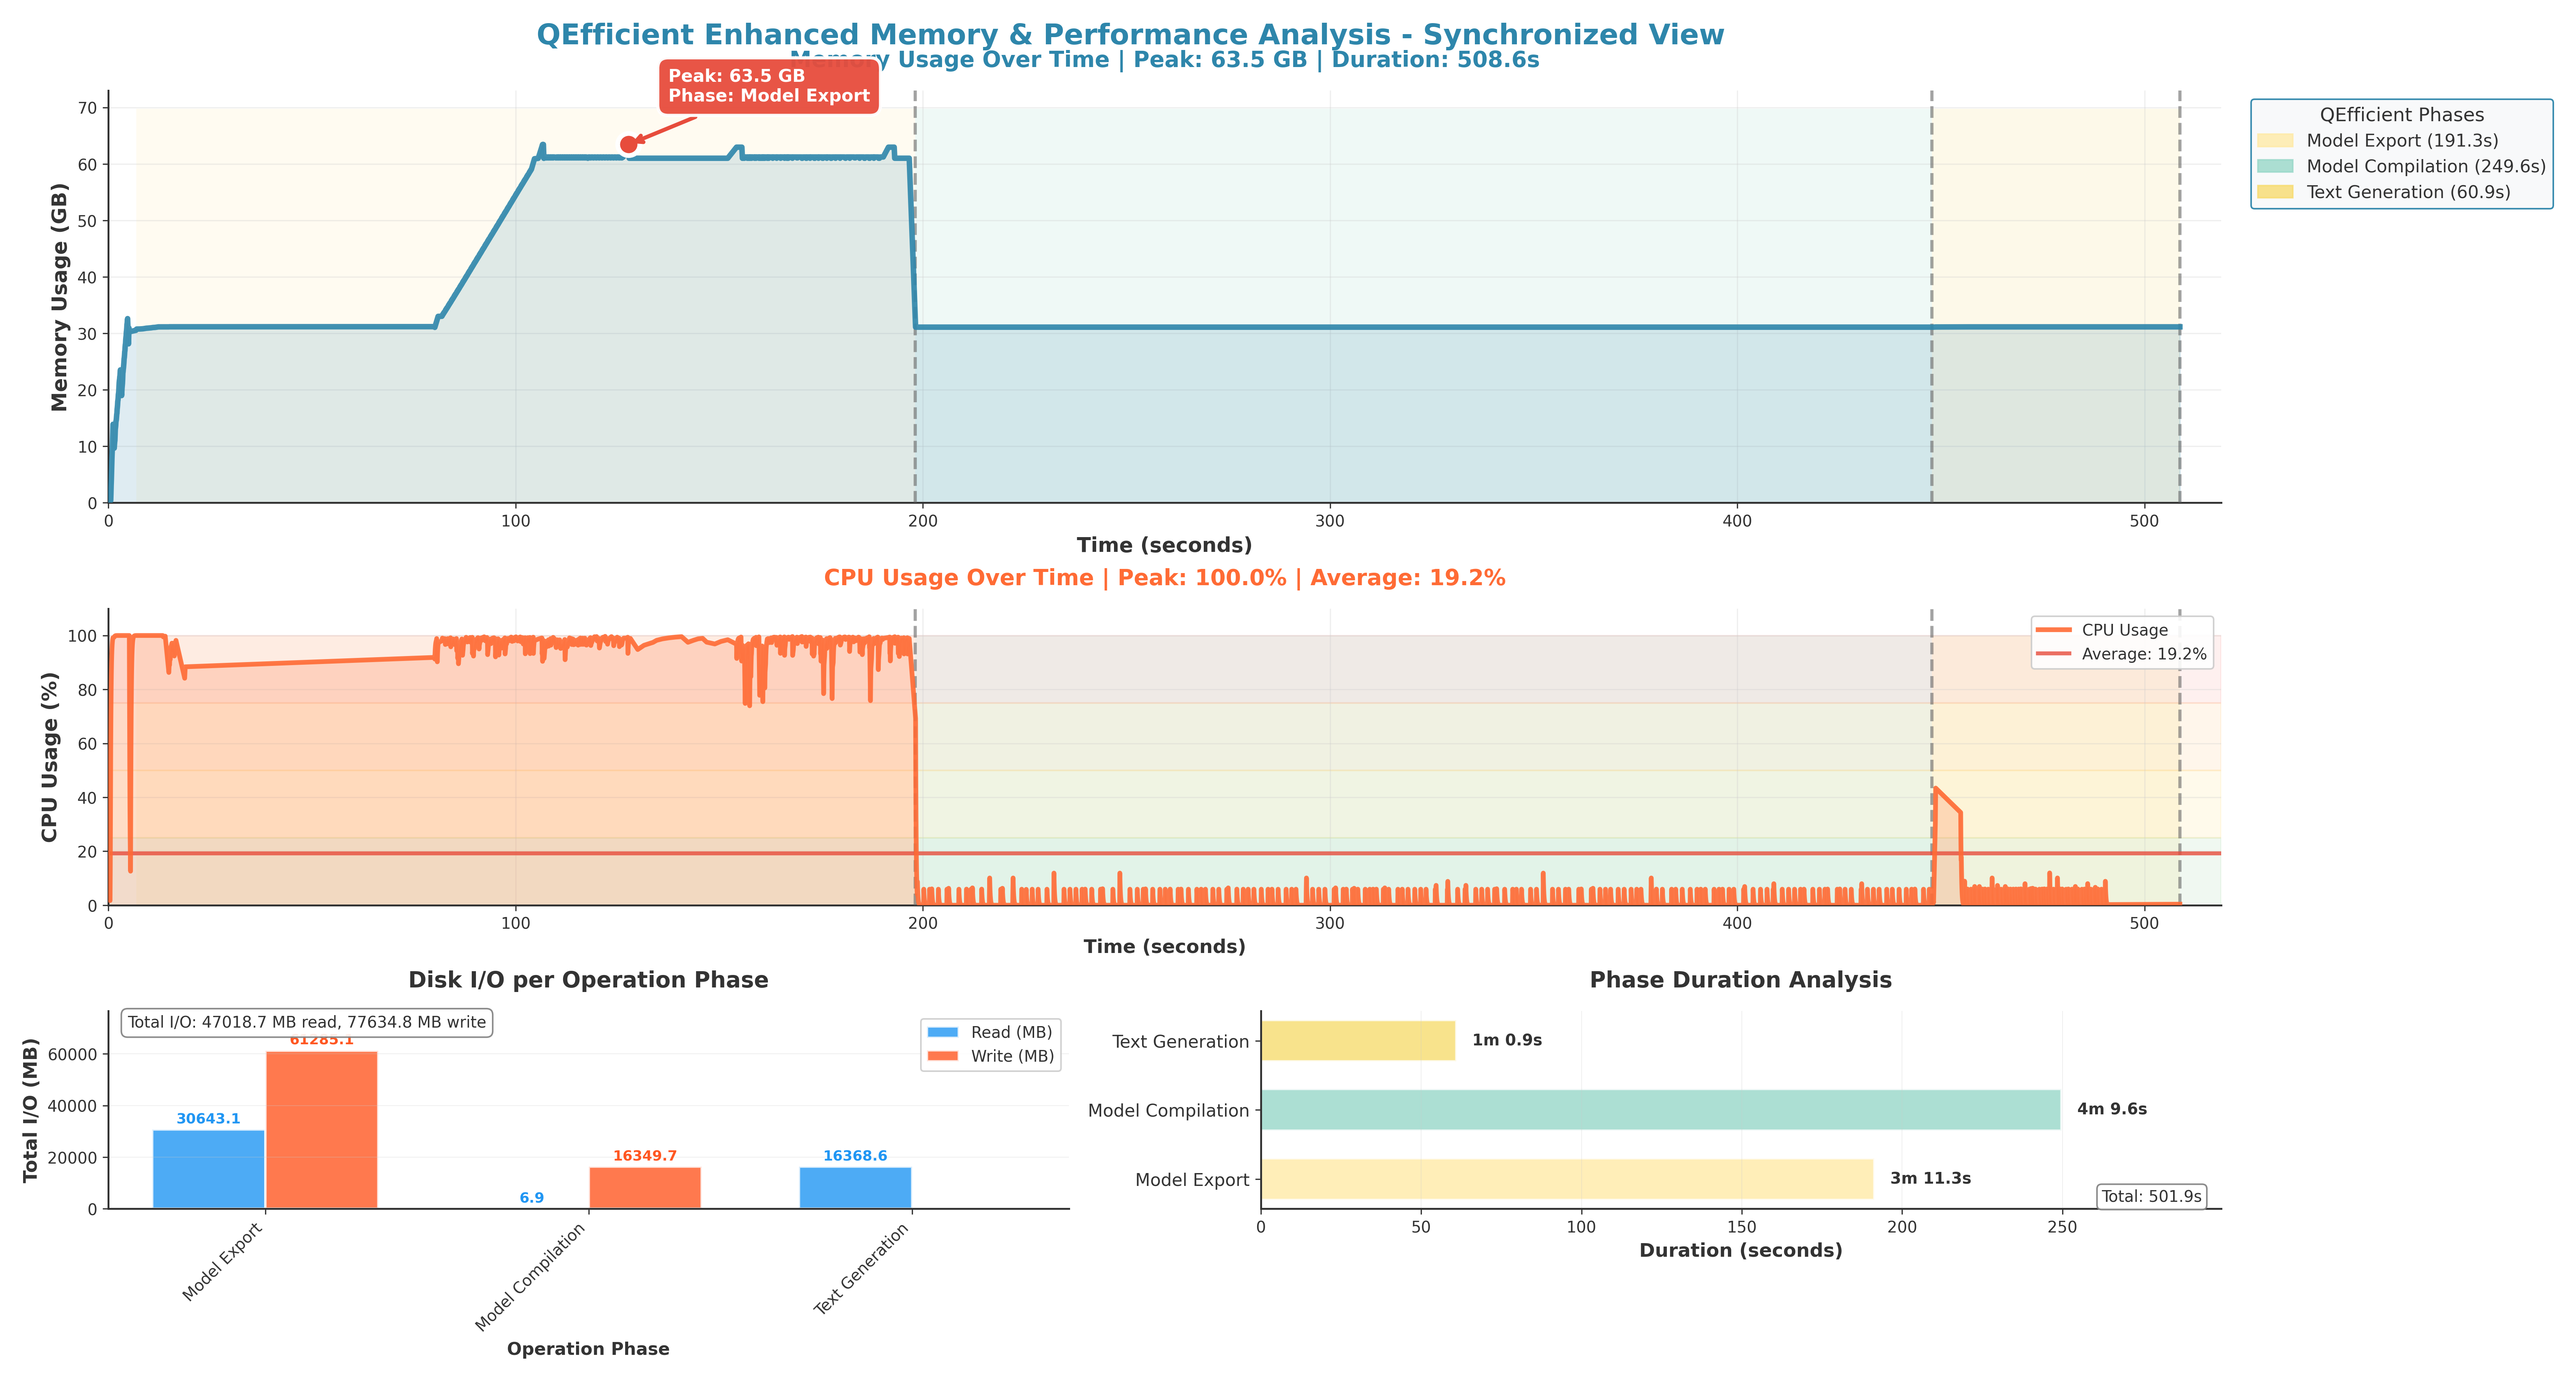 QEfficient Enhanced Memory & Performance Analysis - Synchronized View
Memory Usage Over Time | Peak: 63.5 GB | Duration: 508.6s
Peak: 63.5 GB
Phase: Model Export
Memory Usage (GB)
70
60
50
40
30
20
10
0
0 100 200 300 400 500
Time (seconds)
QEfficient Phases
Model Export (191.3s)
Model Compilation (249.6s)
Text Generation (60.9s)
CPU Usage Over Time | Peak: 100.0% | Average: 19.2%
CPU Usage (%)
100
80
60
40
20
0
CPU Usage
Average: 19.2%
0 100 200 300 400 500
Time (seconds)
Disk I/O per Operation Phase
Total I/O (MB)
60000
40000
20000
0
Total I/O: 47018.7 MB read, 77634.8 MB write
Read (MB)
Write (MB)
61285.1
30643.1
6.9
16349.7
16368.6
Model Export
Model Compilation
Text Generation
Operation Phase
Phase Duration Analysis
Text Generation
1m 0.9s
Model Compilation
4m 9.6s
Model Export
3m 11.3s
Total: 501.9s
0 50 100 150 200 250
Duration (seconds)